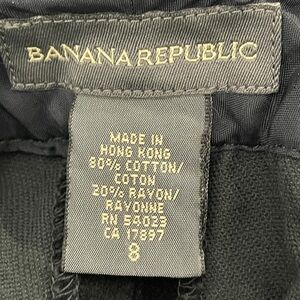 BANANA REPUBLIC
MADE IN
HONG KONG
80% COTTON/
COTON
20% RAYON/
RAYONNE
RN 54023
CA 17897
8